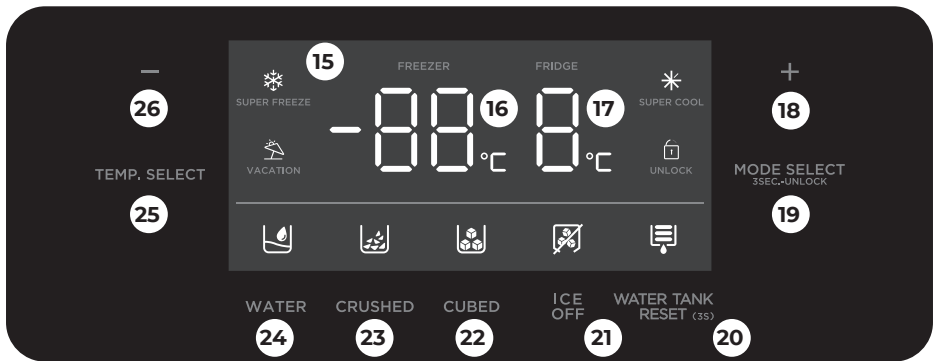 15
FREEZER
FRIDGE
−
+
26
SUPER FREEZE
-88 °C
16
8 °C
17
SUPER COOL
18
VACATION
UNLOCK
TEMP. SELECT
MODE SELECT
3SEC.-UNLOCK
25
19
WATER
CRUSHED
CUBED
ICE
OFF
WATER TANK
RESET (3S)
24
23
22
21
20